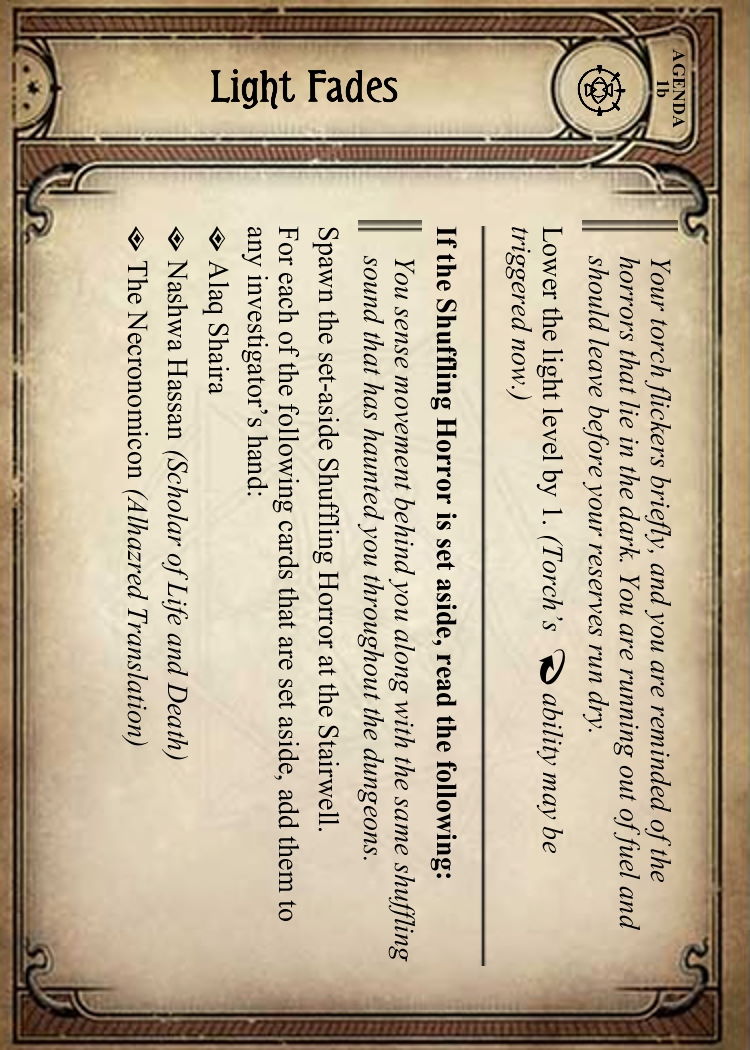 AGENDA
1b
Light Fades
Your torch flickers briefly, and you are reminded of the
horrors that lie in the dark. You are running out of fuel and
should leave before your reserves run dry.
Lower the light level by 1. (Torch's ability may be
triggered now.)
If the Shuffling Horror is set aside, read the following:
You sense movement behind you along with the same shuffling
sound that has haunted you throughout the dungeons.
Spawn the set-aside Shuffling Horror at the Stairwell.
For each of the following cards that are set aside, add them to
any investigator's hand:
Alaq Shaira
Nashwa Hassan (Scholar of Life and Death)
The Necronomicon (Alhazred Translation)